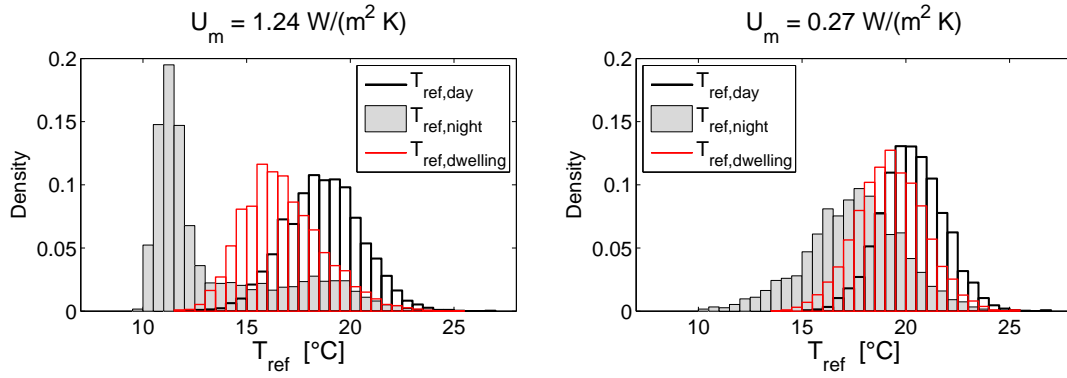 U_m = 1.24 W/(m² K)
0.2
0.15
0.1
0.05
0
Density
10
15
20
25
T_ref [°C]
T_ref,day
T_ref,night
T_ref,dwelling
U_m = 0.27 W/(m² K)
0.2
0.15
0.1
0.05
0
Density
10
15
20
25
T_ref [°C]
T_ref,day
T_ref,night
T_ref,dwelling